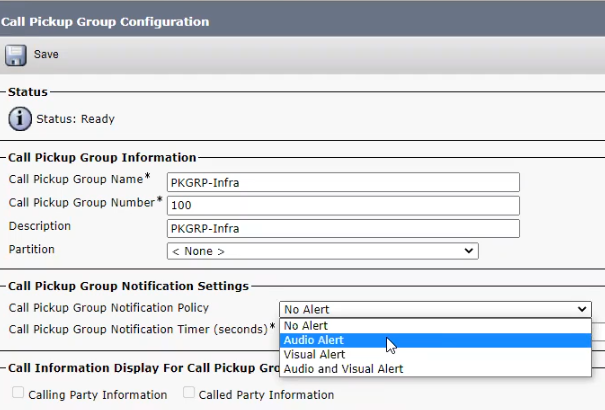 Call Pickup Group Configuration
Save
Status
i Status: Ready
Call Pickup Group Information
Call Pickup Group Name* PKGRP-Infra
Call Pickup Group Number* 100
Description PKGRP-Infra
Partition < None >
Call Pickup Group Notification Settings
Call Pickup Group Notification Policy No Alert
No Alert
Call Pickup Group Notification Timer (seconds)* Audio Alert
Visual Alert
Audio and Visual Alert
Call Information Display For Call Pickup Gro
Calling Party Information Called Party Information